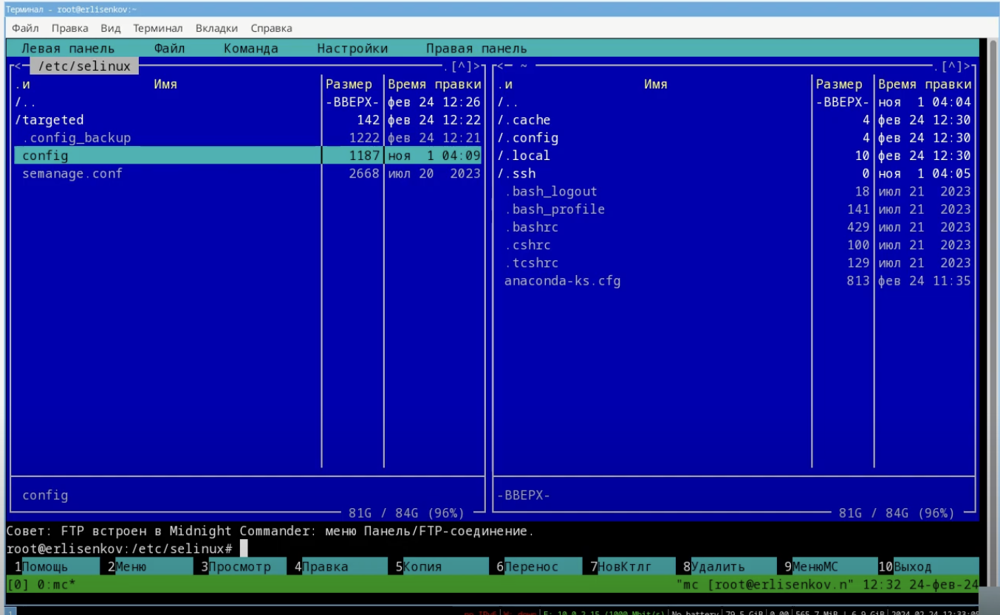 Терминал - root@erlisenkov:~
Файл Правка Вид Терминал Вкладки Справка
Левая панель Файл Команда Настройки Правая панель
<- /etc/selinux .[^]>
.и Имя Размер Время правки
/.. -ВВЕРХ- фев 24 12:26
/targeted 142 фев 24 12:22
.config_backup 1222 фев 24 12:21
config 1187 ноя 1 04:09
semanage.conf 2668 июл 20 2023
config
81G / 84G (96%)
<- ~ .[^]>
.и Имя Размер Время правки
/.. -ВВЕРХ- ноя 1 04:04
/.cache 4 фев 24 12:30
/.config 4 фев 24 12:30
/.local 10 фев 24 12:30
/.ssh 0 ноя 1 04:05
.bash_logout 18 июл 21 2023
.bash_profile 141 июл 21 2023
.bashrc 429 июл 21 2023
.cshrc 100 июл 21 2023
.tcshrc 129 июл 21 2023
anaconda-ks.cfg 813 фев 24 11:35
-ВВЕРХ-
81G / 84G (96%)
Совет: FTP встроен в Midnight Commander: меню Панель/FTP-соединение.
root@erlisenkov:/etc/selinux#
1Помощь 2Меню 3Просмотр 4Правка 5Копия 6Перенос 7НовКтлг 8Удалить 9МенюМС 10Выход
[0] 0:mc* "mc [root@erlisenkov.n" 12:32 24-фев-24
1 no IPv6 W: down E: 10.0.2.15 (1000 Mbit/s) No battery 79.5 GiB 0.00 565.7 MiB 6.9 GiB 2024-02-24 12:33:05